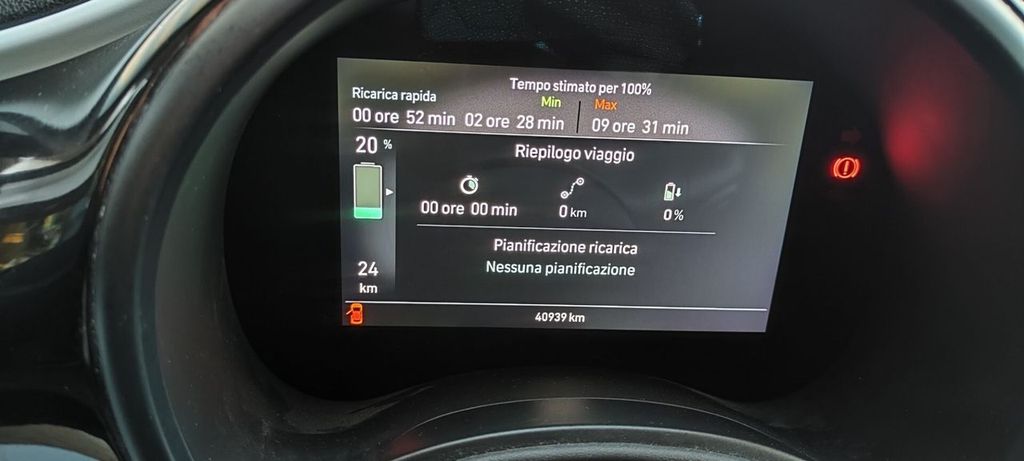 Tempo stimato per 100%
Ricarica rapida Min Max
00 ore 52 min 02 ore 28 min 09 ore 31 min
20 %
Riepilogo viaggio
00 ore 00 min 0 km 0 %
Pianificazione ricarica
Nessuna pianificazione
24
km
40939 km